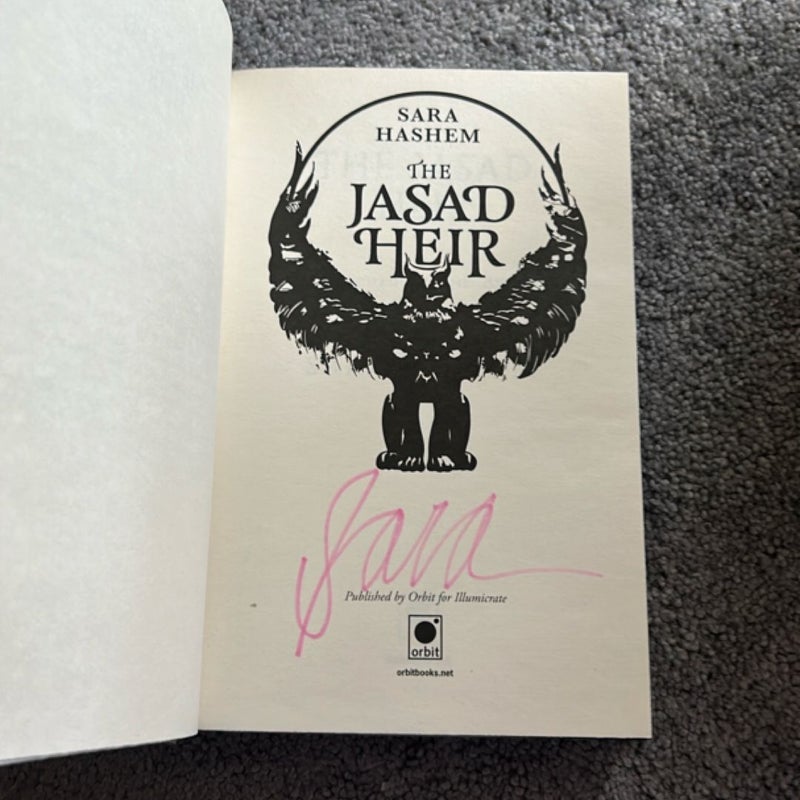 SARA
HASHEM
THE
JASAD
HEIR
Sara
Published by Orbit for Illumicrate
orbit
orbitbooks.net